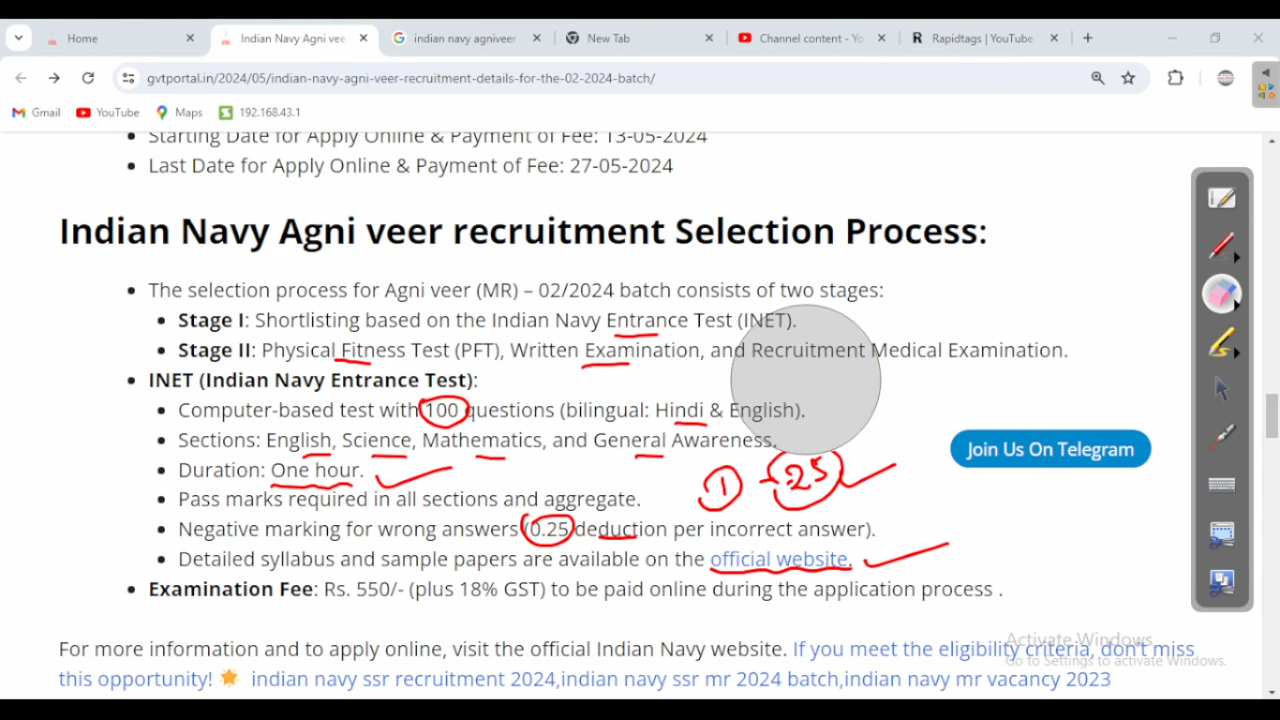 Home
Indian Navy Agni vee
indian navy agniveer
New Tab
Channel content - Yo
Rapidtags | YouTube
gvtportal.in/2024/05/indian-navy-agni-veer-recruitment-details-for-the-02-2024-batch/
Gmail YouTube Maps 192.168.43.1
Starting Date for Apply Online & Payment of Fee: 13-05-2024
Last Date for Apply Online & Payment of Fee: 27-05-2024
Indian Navy Agni veer recruitment Selection Process:
The selection process for Agni veer (MR) – 02/2024 batch consists of two stages:
Stage I: Shortlisting based on the Indian Navy Entrance Test (INET).
Stage II: Physical Fitness Test (PFT), Written Examination, and Recruitment Medical Examination.
INET (Indian Navy Entrance Test):
Computer-based test with 100 questions (bilingual: Hindi & English).
Sections: English, Science, Mathematics, and General Awareness.
Join Us On Telegram
Duration: One hour.
1 -25
Pass marks required in all sections and aggregate.
Negative marking for wrong answers (0.25 deduction per incorrect answer).
Detailed syllabus and sample papers are available on the official website.
Examination Fee: Rs. 550/- (plus 18% GST) to be paid online during the application process .
Activate Windows
For more information and to apply online, visit the official Indian Navy website. If you meet the eligibility criteria, don't miss
Go to Settings to activate Windows.
this opportunity! 🌟 indian navy ssr recruitment 2024,indian navy ssr mr 2024 batch,indian navy mr vacancy 2023